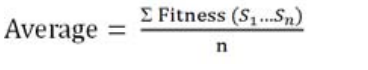 Average = Σ Fitness (S₁...Sₙ)
n